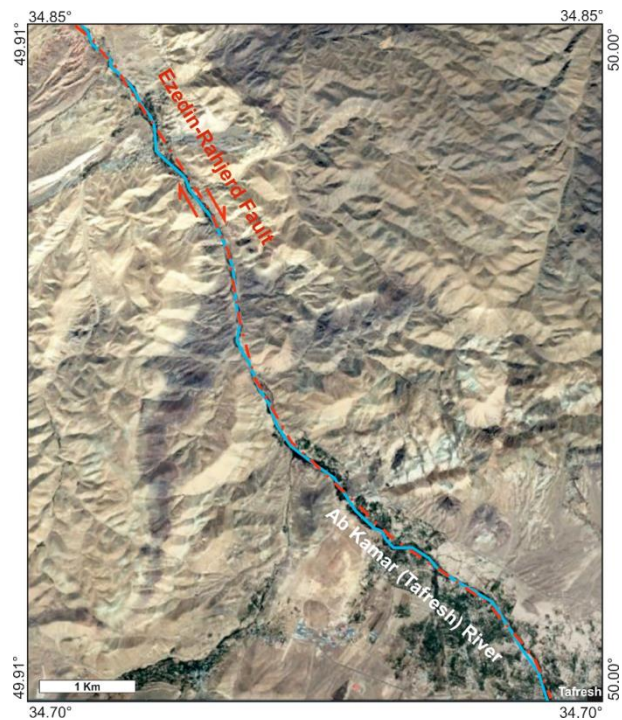 34.85°
34.85°
49.91°
50.00°
Ezedin-Rahjerd Fault
Ab Kamar (Tafresh) River
49.91°
50.00°
1 Km
Tafresh
34.70°
34.70°